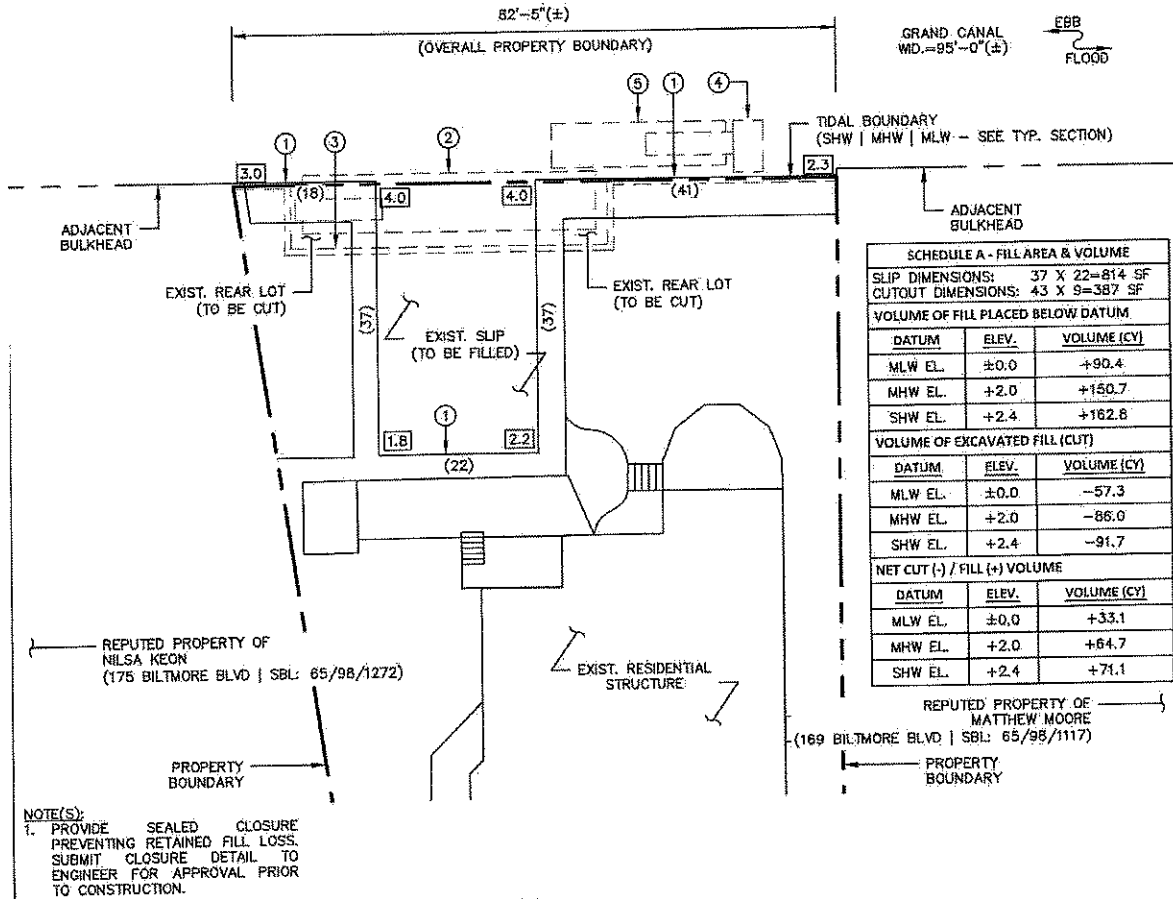 82'-5"(±)
(OVERALL PROPERTY BOUNDARY)
GRAND CANAL
WID.=95'-0"(±)
EBB
FLOOD
5
1
4
TIDAL BOUNDARY
(SHW | MHW | MLW - SEE TYP. SECTION)
1
3
2
3.0
2.3
(18)
4.0
4.0
(41)
ADJACENT
BULKHEAD
ADJACENT
BULKHEAD
EXIST. REAR LOT
(TO BE CUT)
EXIST. REAR LOT
(TO BE CUT)
(37)
(37)
EXIST. SLIP
(TO BE FILLED)
1
1.8
2.2
(22)
SCHEDULE A - FILL AREA & VOLUME
SLIP DIMENSIONS: 37 X 22=814 SF
CUTOUT DIMENSIONS: 43 X 9=387 SF
VOLUME OF FILL PLACED BELOW DATUM
DATUM ELEV. VOLUME (CY)
MLW EL. ±0.0 +90.4
MHW EL. +2.0 +150.7
SHW EL. +2.4 +162.8
VOLUME OF EXCAVATED FILL (CUT)
DATUM ELEV. VOLUME (CY)
MLW EL. ±0.0 -57.3
MHW EL. +2.0 -86.0
SHW EL. +2.4 -91.7
NET CUT (-) / FILL (+) VOLUME
DATUM ELEV. VOLUME (CY)
MLW EL. ±0.0 +33.1
MHW EL. +2.0 +64.7
SHW EL. +2.4 +71.1
REPUTED PROPERTY OF
NILSA KEON
(175 BILTMORE BLVD | SBL: 65/98/1272)
EXIST. RESIDENTIAL
STRUCTURE
REPUTED PROPERTY OF
MATTHEW MOORE
(169 BILTMORE BLVD | SBL: 65/98/1117)
PROPERTY
BOUNDARY
PROPERTY
BOUNDARY
NOTE(S):
1. PROVIDE SEALED CLOSURE
PREVENTING RETAINED FILL LOSS.
SUBMIT CLOSURE DETAIL TO
ENGINEER FOR APPROVAL PRIOR
TO CONSTRUCTION.